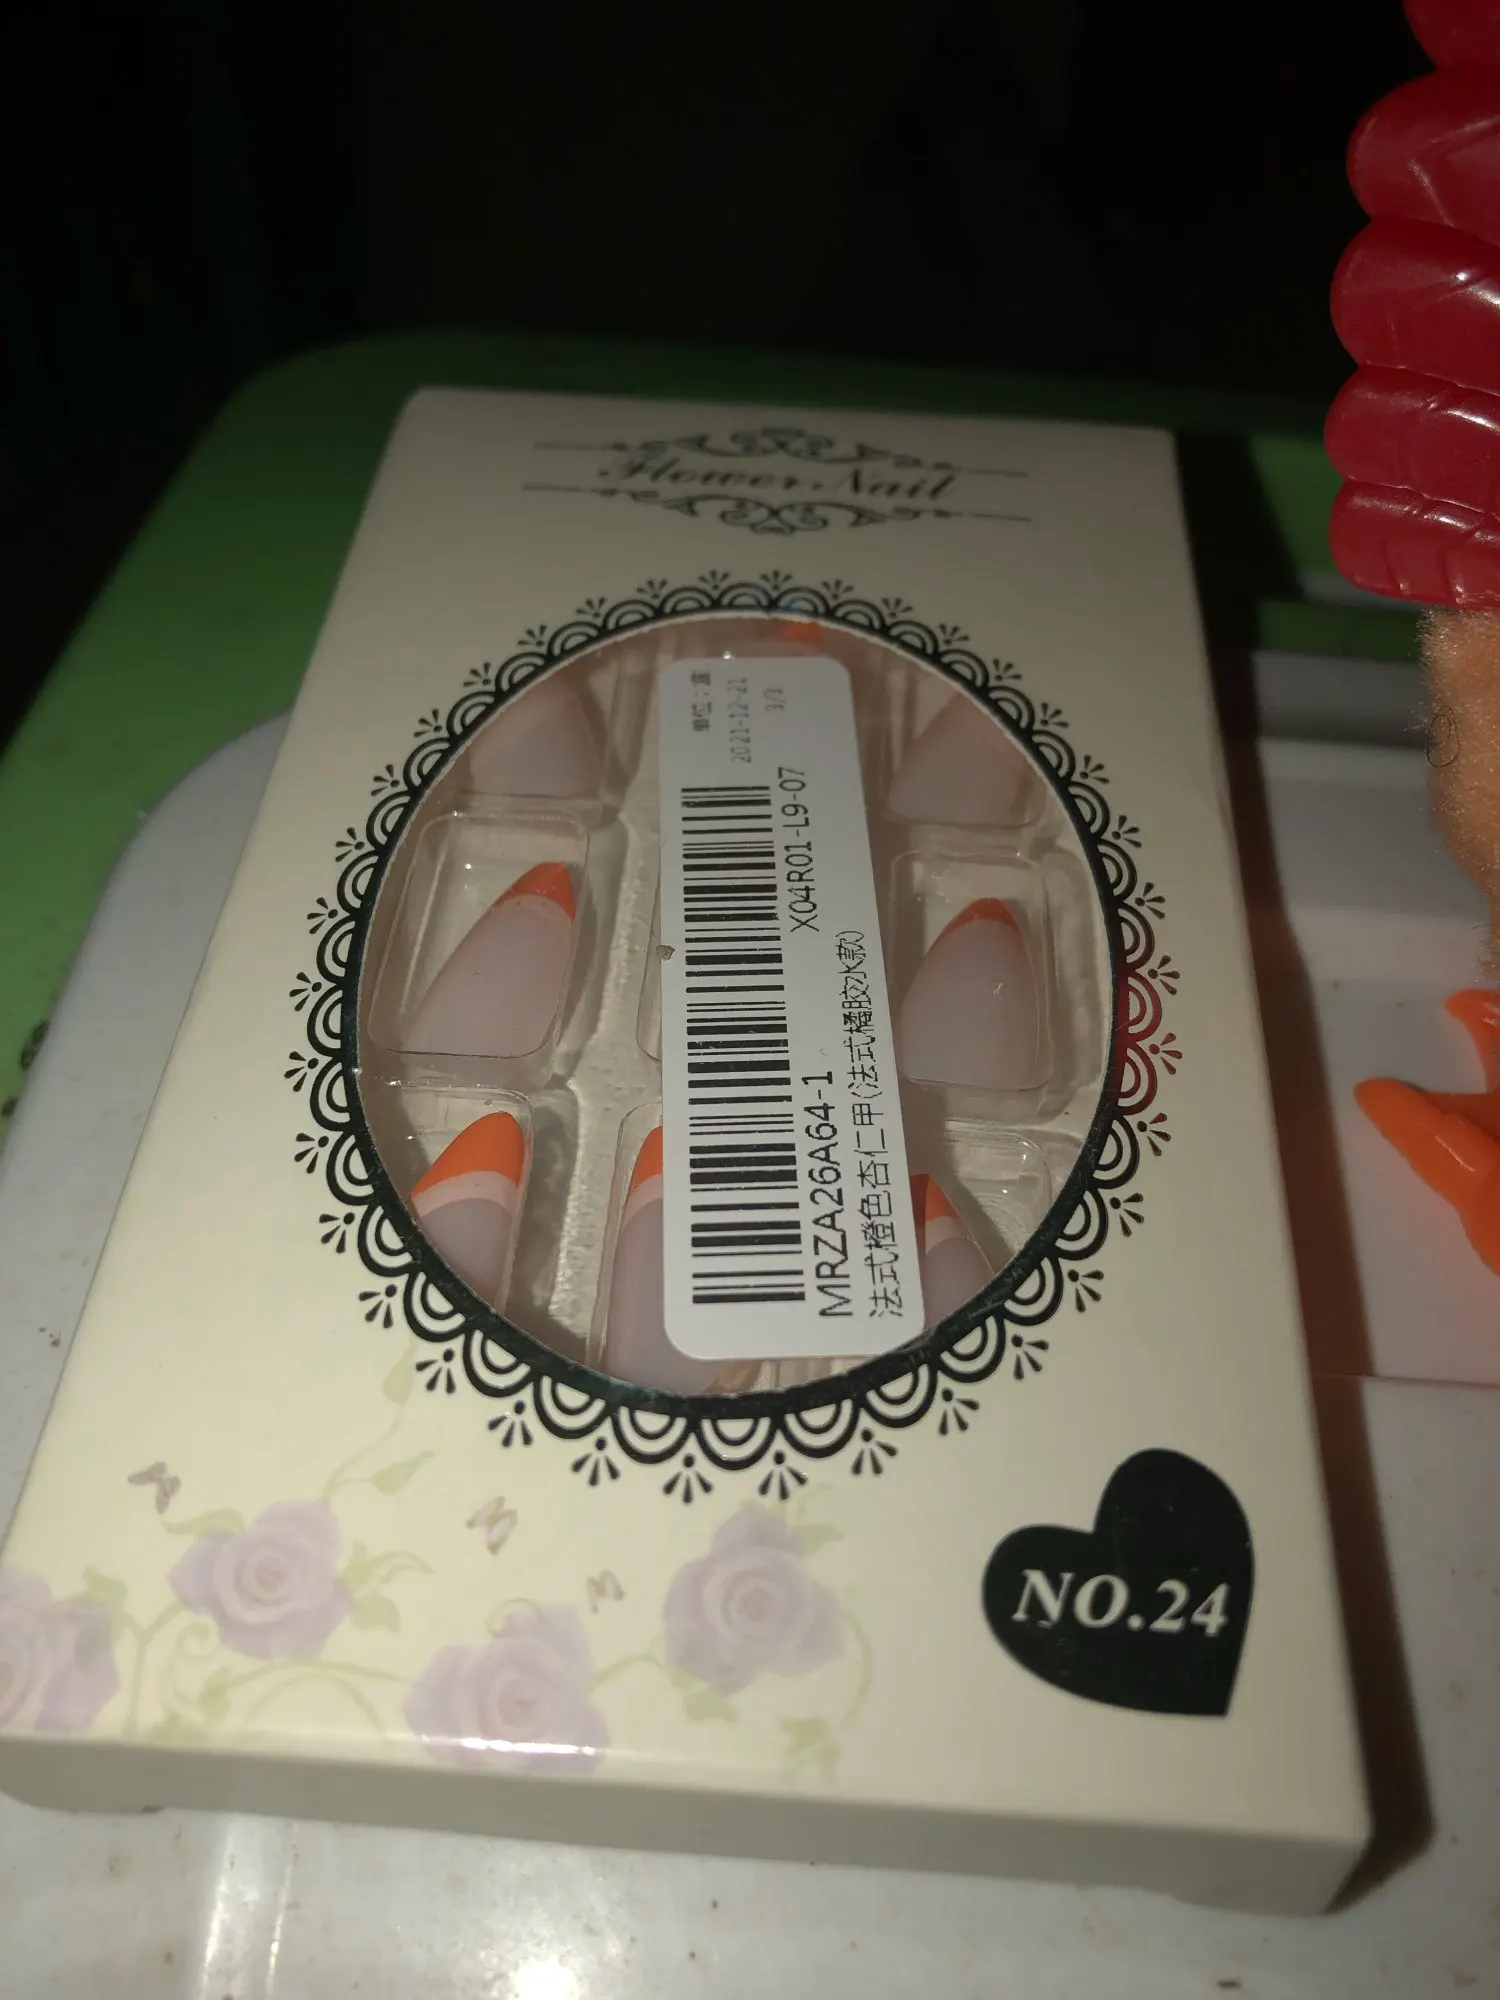 Flower Nail
单位：盒
2021-12-21
3/3
X04R01-L9-07
MRZA26A64-1
法式橙色杏仁甲(法式橘胶水款)
NO.24